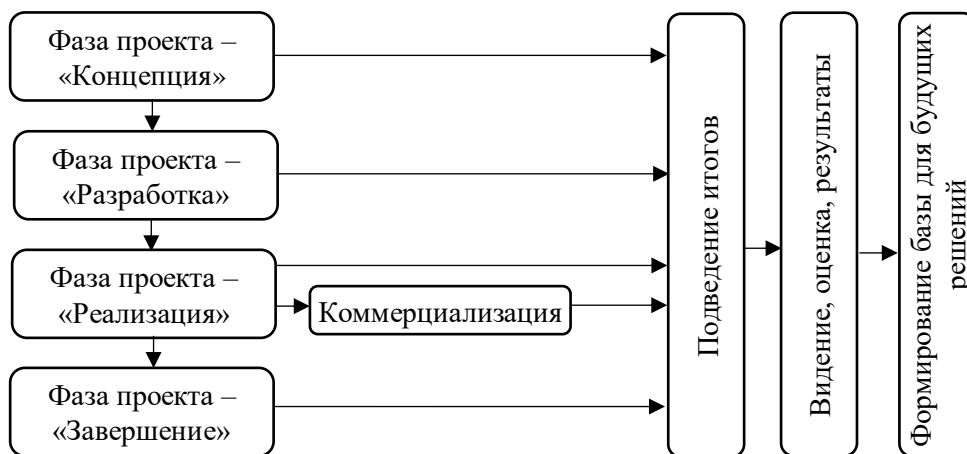 Фаза проекта –
«Концепция»
Фаза проекта –
«Разработка»
Фаза проекта –
«Реализация»
Коммерциализация
Фаза проекта –
«Завершение»
Подведение итогов
Видение, оценка, результаты
Формирование базы для будущих
решений